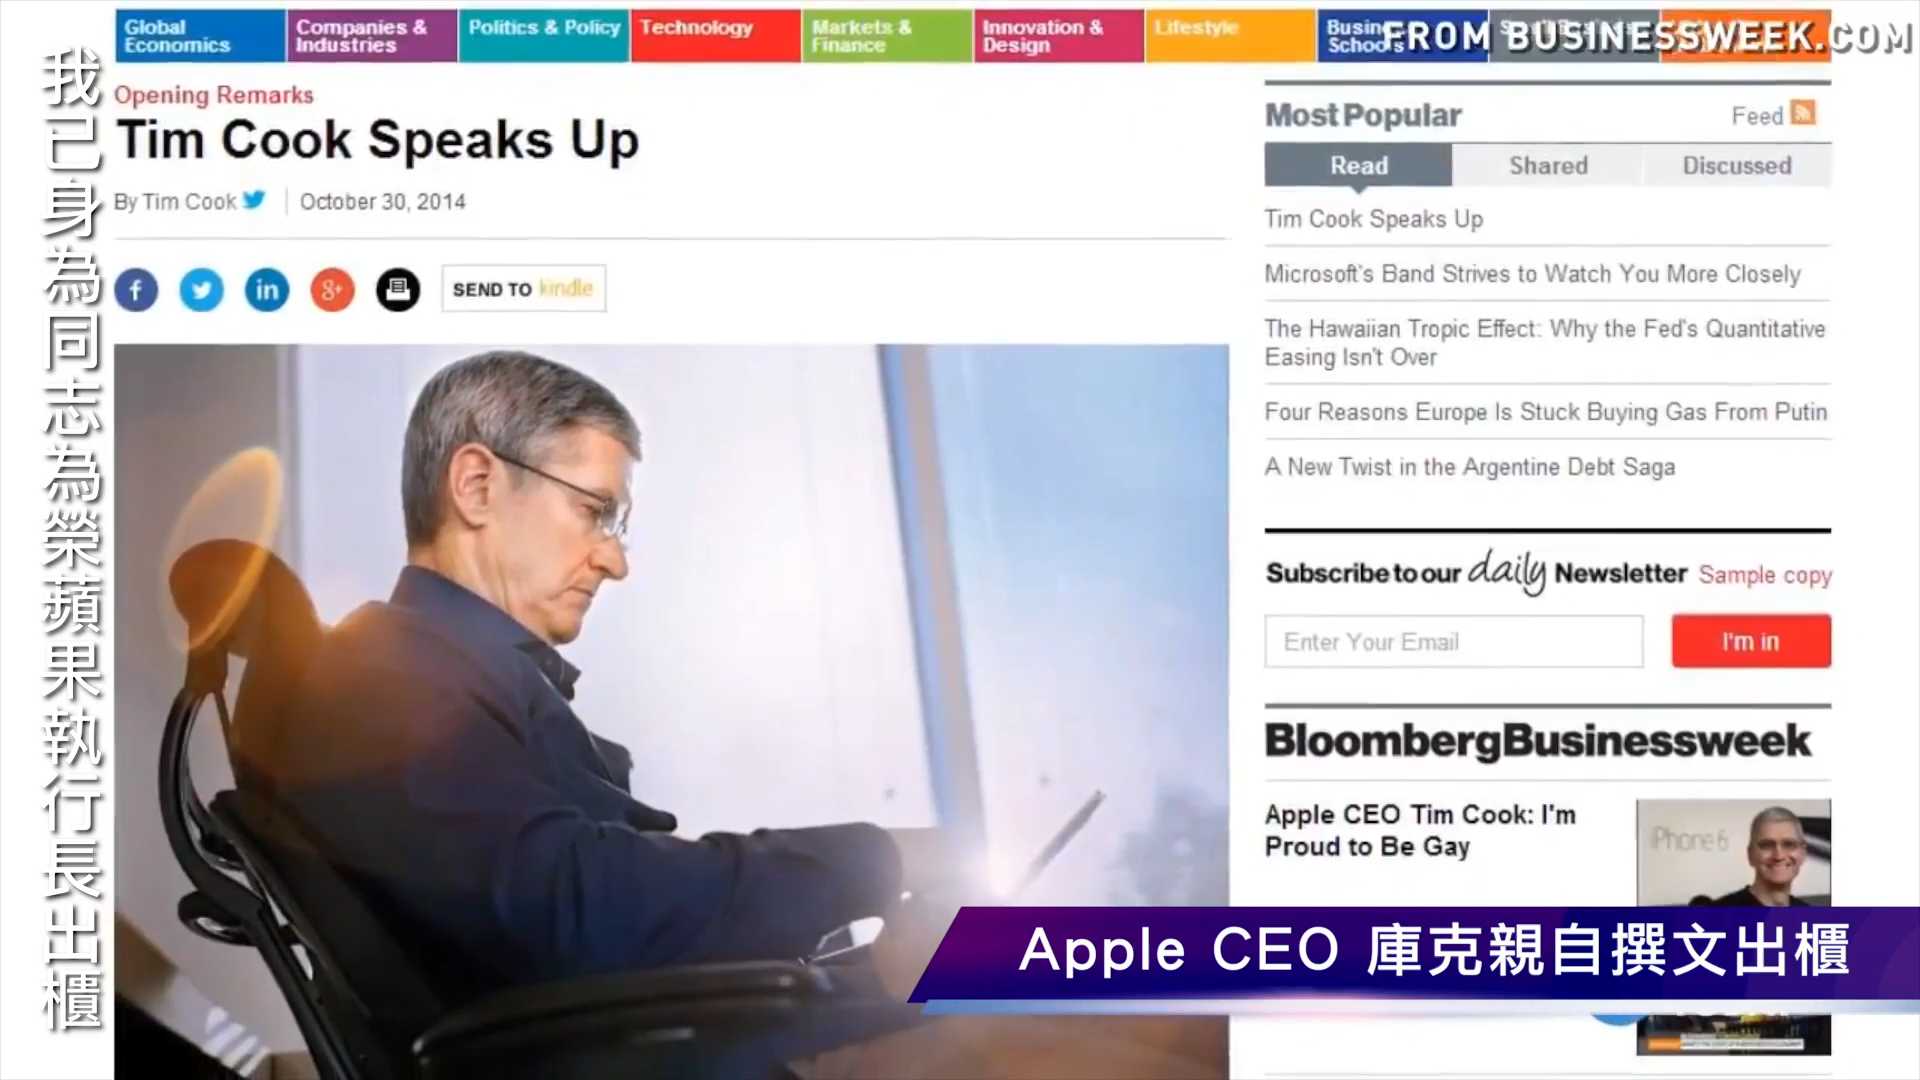 Global
Economics
Companies &
Industries
Politics & Policy
Technology
Markets &
Finance
Innovation &
Design
Lifestyle
FROM BUSINESSWEEK.COM
我已身為同志為榮蘋果執行長出櫃
Opening Remarks
Tim Cook Speaks Up
By Tim Cook
October 30, 2014
SEND TO kindle
Most Popular
Feed
Read
Shared
Discussed
Tim Cook Speaks Up
Microsoft's Band Strives to Watch You More Closely
The Hawaiian Tropic Effect: Why the Fed's Quantitative
Easing Isn't Over
Four Reasons Europe Is Stuck Buying Gas From Putin
A New Twist in the Argentine Debt Saga
Subscribe to our daily Newsletter
Sample copy
Enter Your Email
I'm in
BloombergBusinessweek
Apple CEO Tim Cook: I'm
Proud to Be Gay
iPhone 6
Apple CEO 庫克親自撰文出櫃